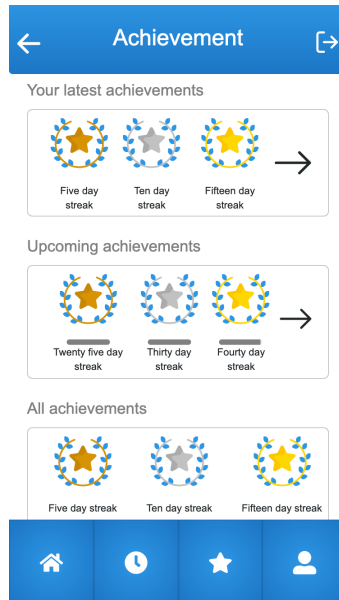 Achievement
Your latest achievements
Five day
streak
Ten day
streak
Fifteen day
streak
Upcoming achievements
Twenty five day
streak
Thirty day
streak
Fourty day
streak
All achievements
Five day streak
Ten day streak
Fifteen day streak